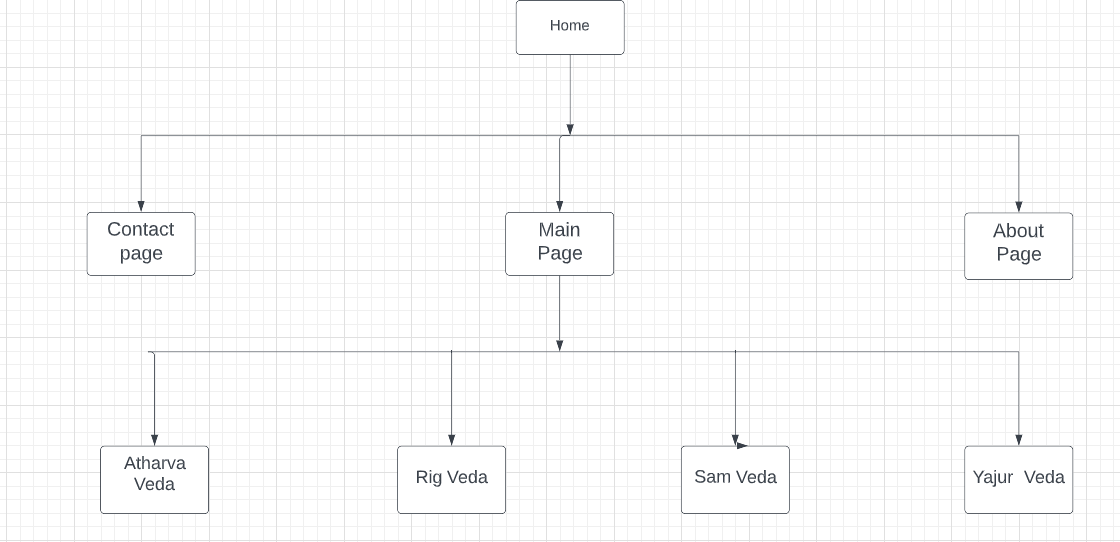 Home
Contact
page
Main
Page
About
Page
Atharva
Veda
Rig Veda
Sam Veda
Yajur  Veda